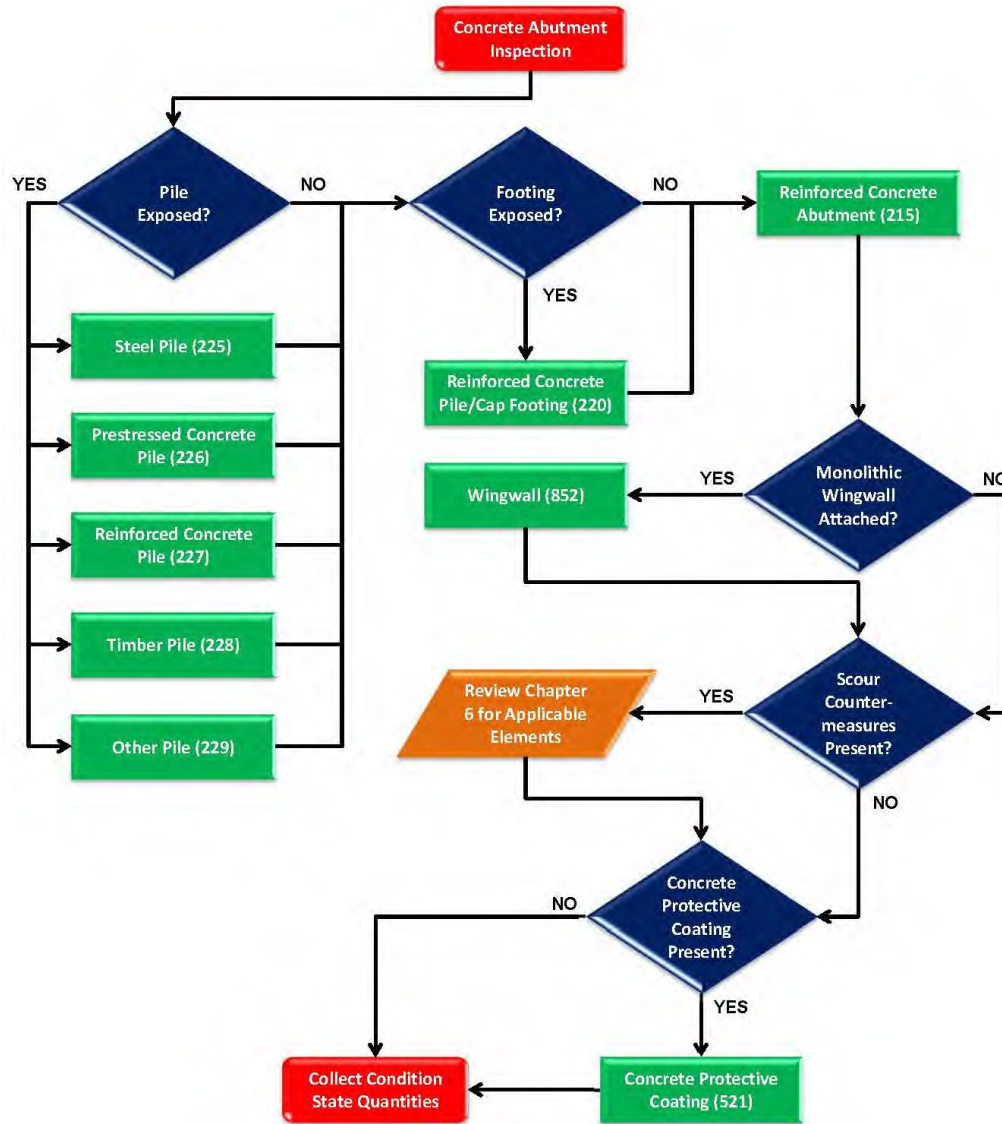 Concrete Abutment
Inspection
YES
Pile
Exposed?
NO
Footing
Exposed?
NO
Reinforced Concrete
Abutment (215)
YES
Steel Pile (225)
Reinforced Concrete
Pile/Cap Footing (220)
Prestressed Concrete
Pile (226)
Wingwall (852)
YES
Monolithic
Wingwall
Attached?
NO
Reinforced Concrete
Pile (227)
Timber Pile (228)
Review Chapter
6 for Applicable
Elements
YES
Scour
Counter-
measures
Present?
Other Pile (229)
NO
NO
Concrete
Protective
Coating
Present?
YES
Collect Condition
State Quantities
Concrete Protective
Coating (521)